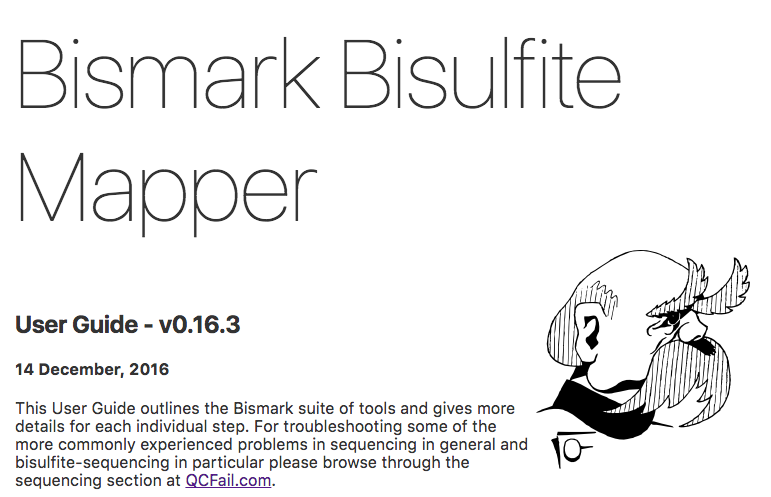 Bismark Bisulfite
Mapper
User Guide - v0.16.3
14 December, 2016
This User Guide outlines the Bismark suite of tools and gives more
details for each individual step. For troubleshooting some of the
more commonly experienced problems in sequencing in general and
bisulfite-sequencing in particular please browse through the
sequencing section at QCFail.com.